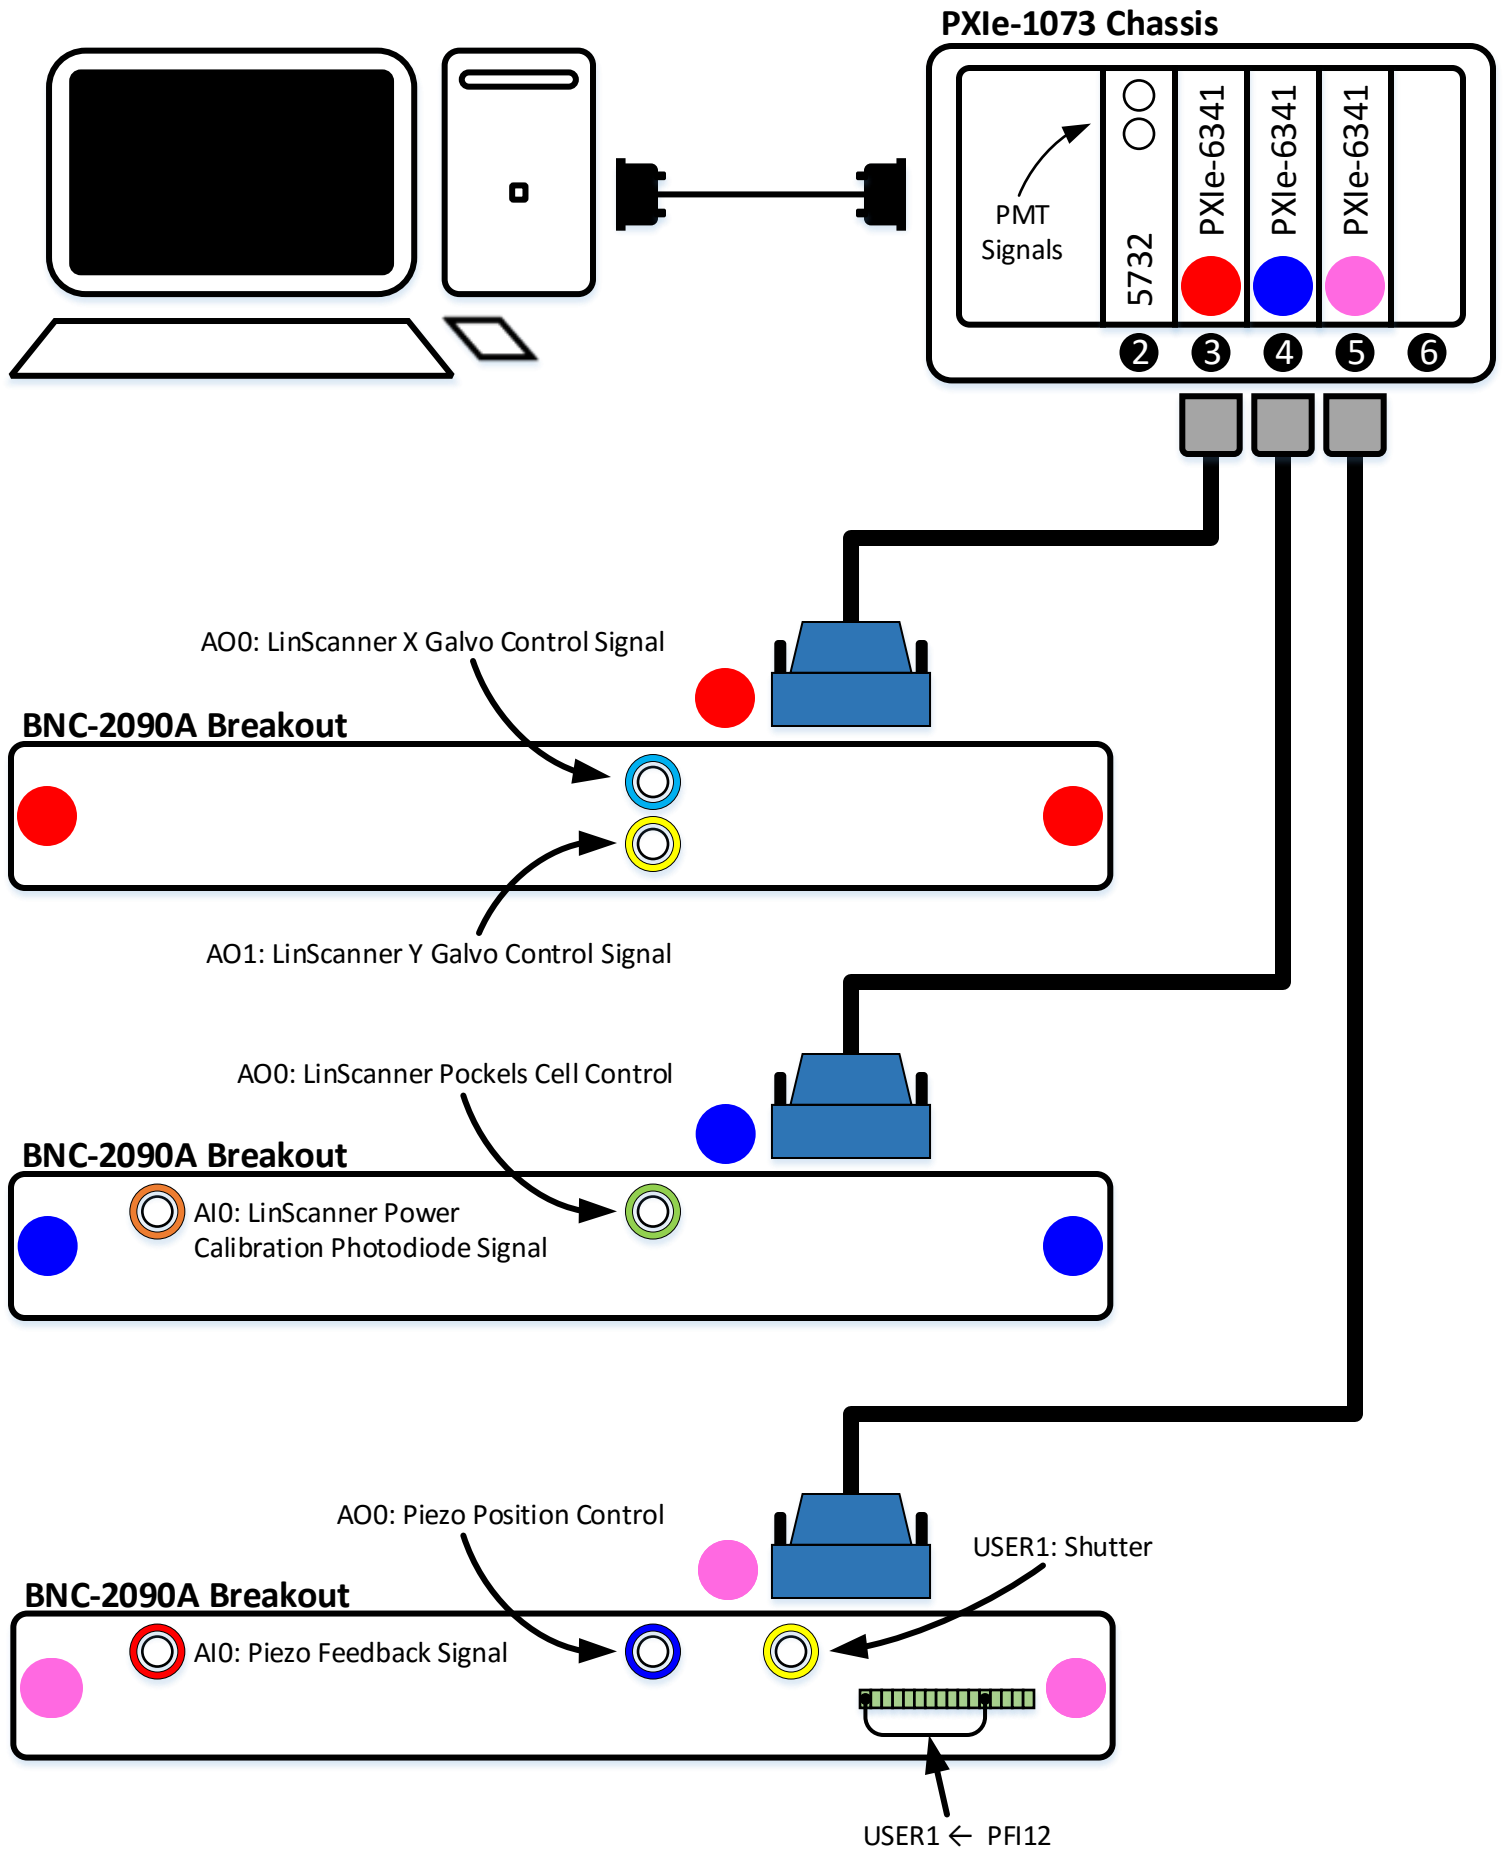 PXIe-1073 Chassis
PMT
Signals
5732
PXIe-6341
PXIe-6341
PXIe-6341
2
3
4
5
6
AO0: LinScanner X Galvo Control Signal
BNC-2090A Breakout
AO1: LinScanner Y Galvo Control Signal
AO0: LinScanner Pockels Cell Control
BNC-2090A Breakout
AI0: LinScanner Power
Calibration Photodiode Signal
AO0: Piezo Position Control
USER1: Shutter
BNC-2090A Breakout
AI0: Piezo Feedback Signal
USER1 ← PFI12